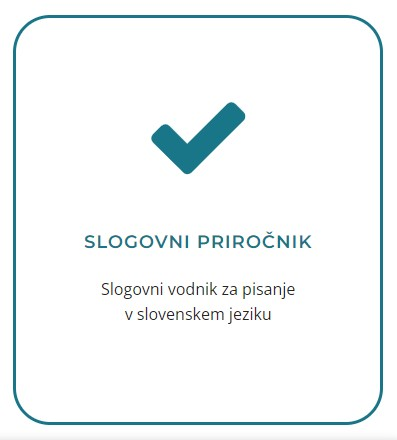 SLOGOVNI PRIROČNIK
Slogovni vodnik za pisanje
v slovenskem jeziku